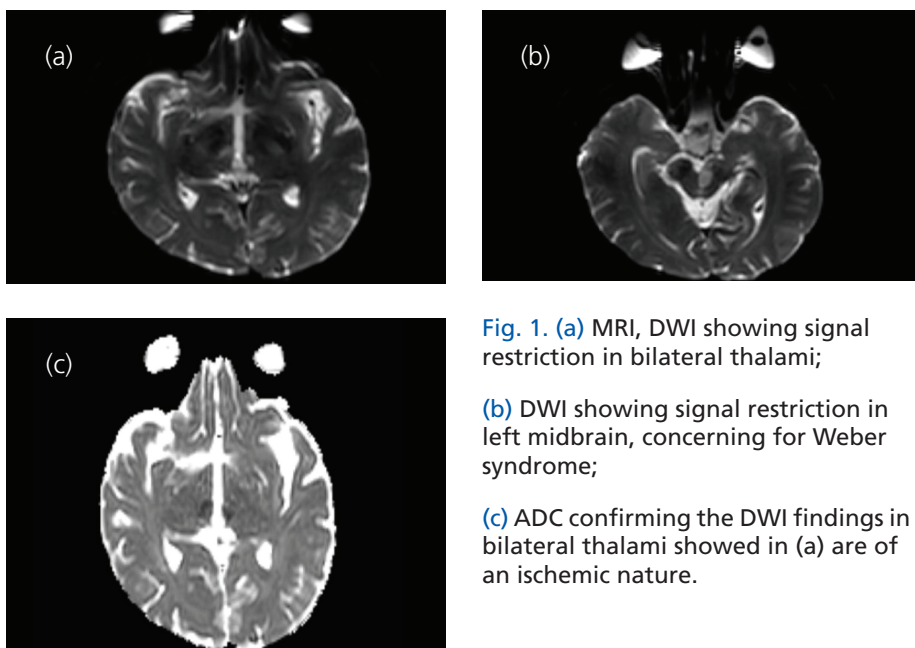 (a)
(b)
(c)
Fig. 1. (a) MRI, DWI showing signal
restriction in bilateral thalami;
(b) DWI showing signal restriction in
left midbrain, concerning for Weber
syndrome;
(c) ADC confirming the DWI findings in
bilateral thalami showed in (a) are of
an ischemic nature.